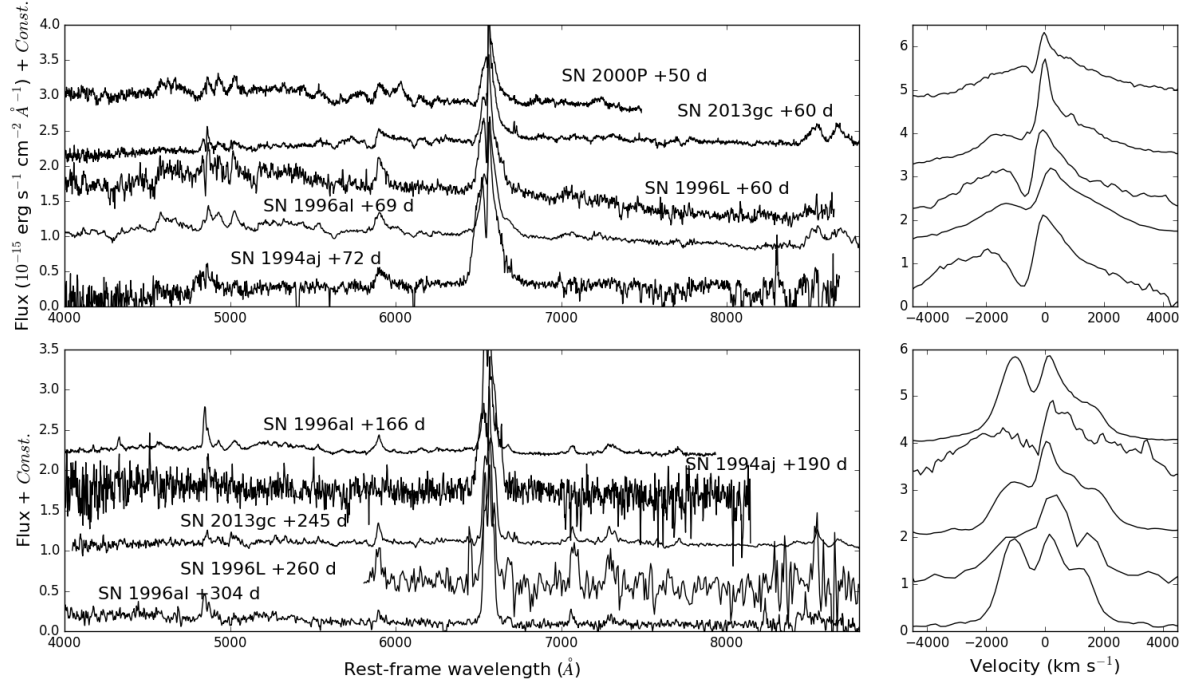 4.0
3.5
3.0
2.5
2.0
1.5
1.0
0.5
0.0
Flux (10⁻¹⁵ erg s⁻¹ cm⁻² Å⁻¹) + Const.
SN 2000P +50 d
SN 2013gc +60 d
SN 1996L +60 d
SN 1996al +69 d
SN 1994aj +72 d
4000 5000 6000 7000 8000
6
5
4
3
2
1
0
−4000 −2000 0 2000 4000
3.5
3.0
2.5
2.0
1.5
1.0
0.5
0.0
Flux + Const.
SN 1996al +166 d
SN 1994aj +190 d
SN 2013gc +245 d
SN 1996L +260 d
SN 1996al +304 d
4000 5000 6000 7000 8000
Rest-frame wavelength (Å)
6
5
4
3
2
1
0
−4000 −2000 0 2000 4000
Velocity (km s⁻¹)